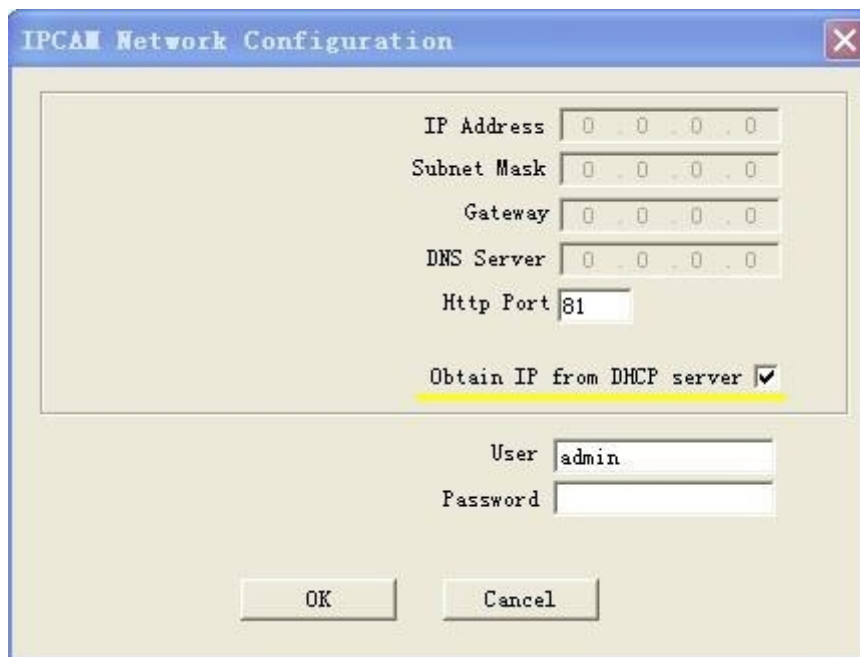 IPCAM Network Configuration
IP Address 0 . 0 . 0 . 0
Subnet Mask 0 . 0 . 0 . 0
Gateway 0 . 0 . 0 . 0
DNS Server 0 . 0 . 0 . 0
Http Port 81
Obtain IP from DHCP server
User admin
Password
OK Cancel